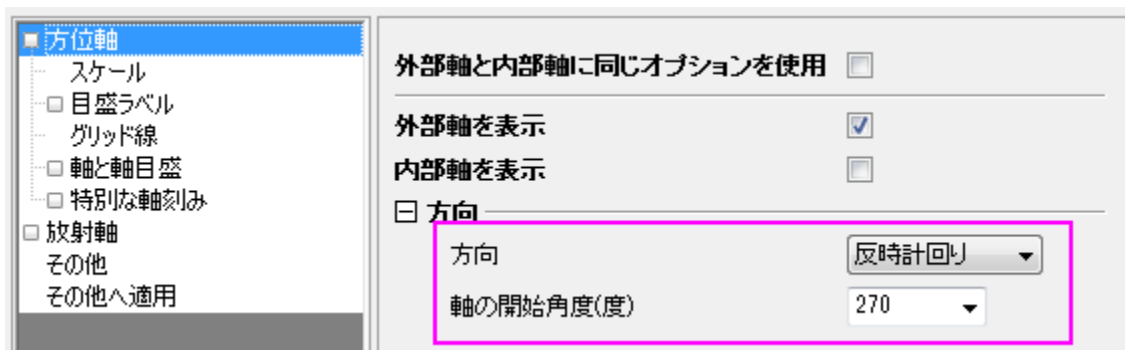 方位軸
スケール
目盛ラベル
グリッド線
軸と軸目盛
特別な軸刻み
放射軸
その他
その他へ適用
外部軸と内部軸に同じオプションを使用
外部軸を表示
内部軸を表示
方向
方向 反時計回り
軸の開始角度(度) 270